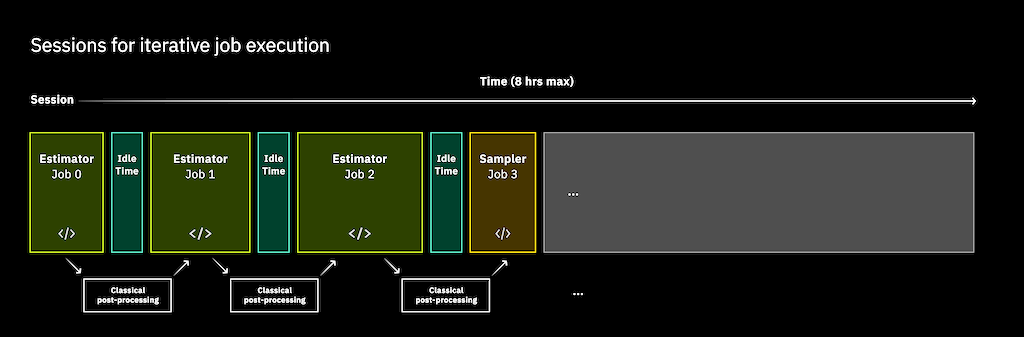 Sessions for iterative job execution
Time (8 hrs max)
Session
Estimator
Job 0
</>
Idle
Time
Estimator
Job 1
</>
Idle
Time
Estimator
Job 2
</>
Idle
Time
Sampler
Job 3
</>
...
Classical
post-processing
Classical
post-processing
Classical
post-processing
...